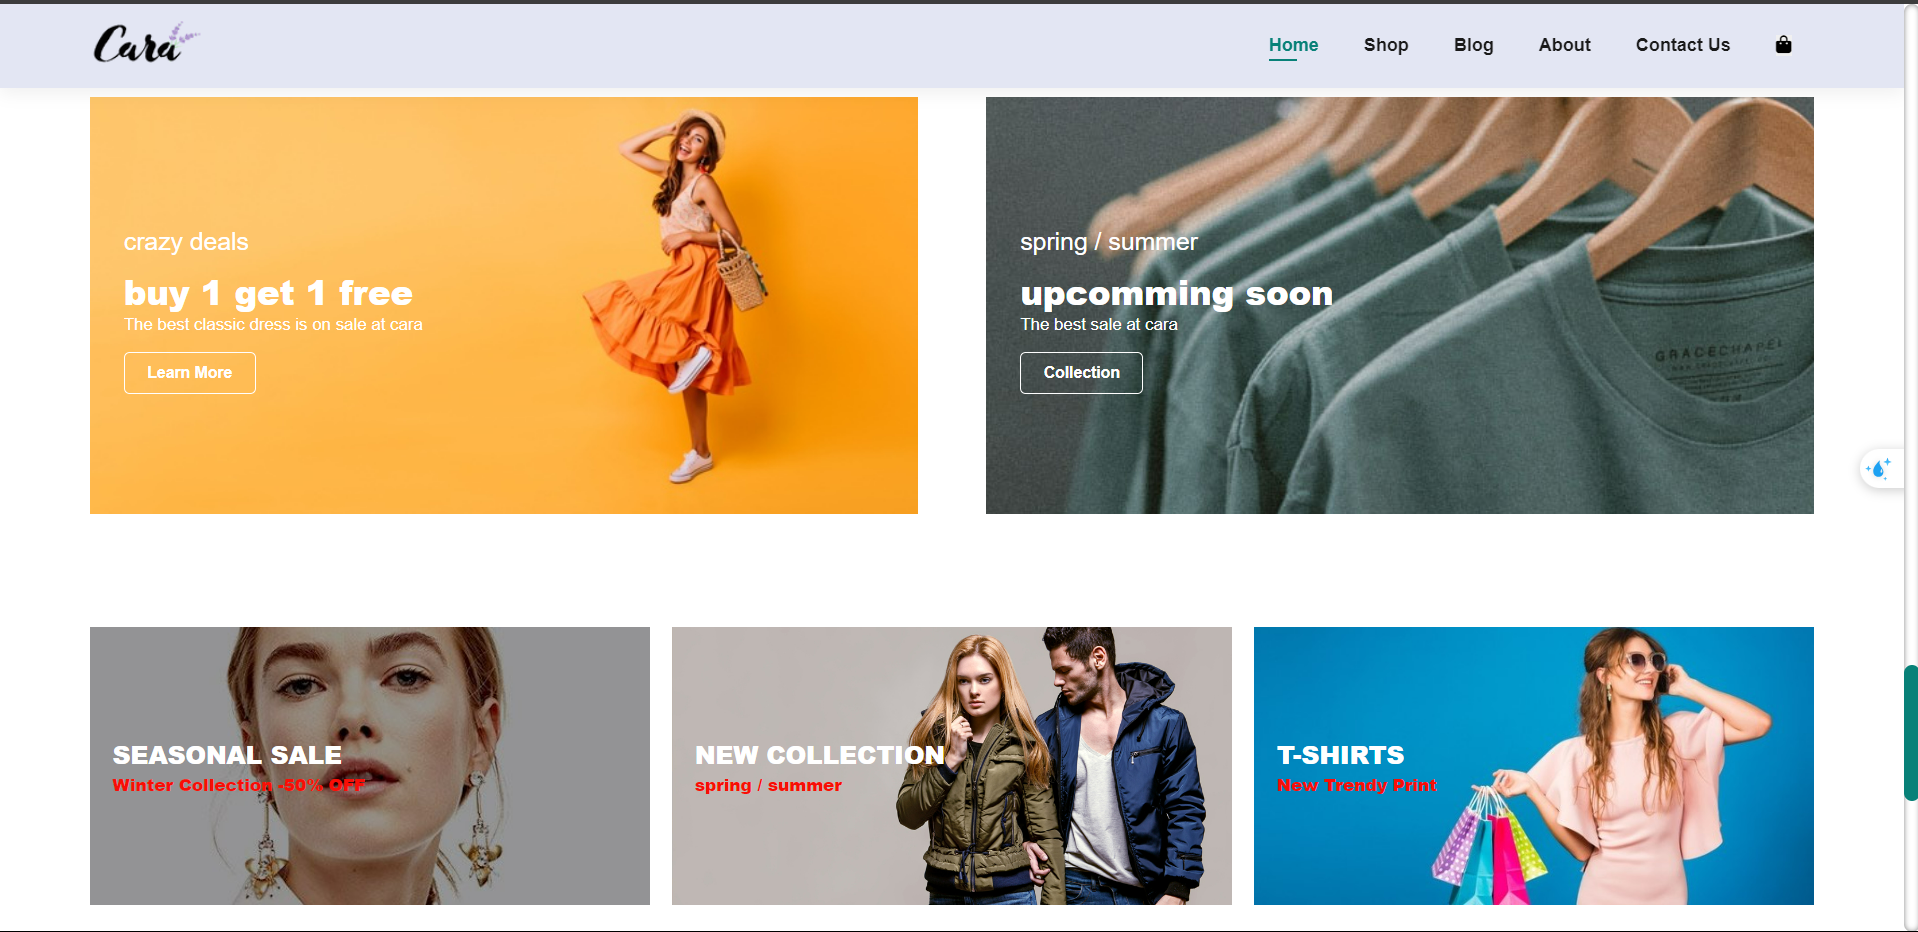 Cara
Home Shop Blog About Contact Us
crazy deals
buy 1 get 1 free
The best classic dress is on sale at cara
Learn More
spring / summer
upcomming soon
The best sale at cara
Collection
GRACECHAPEL
SEASONAL SALE
Winter Collection -50% OFF
NEW COLLECTION
spring / summer
T-SHIRTS
New Trendy Print